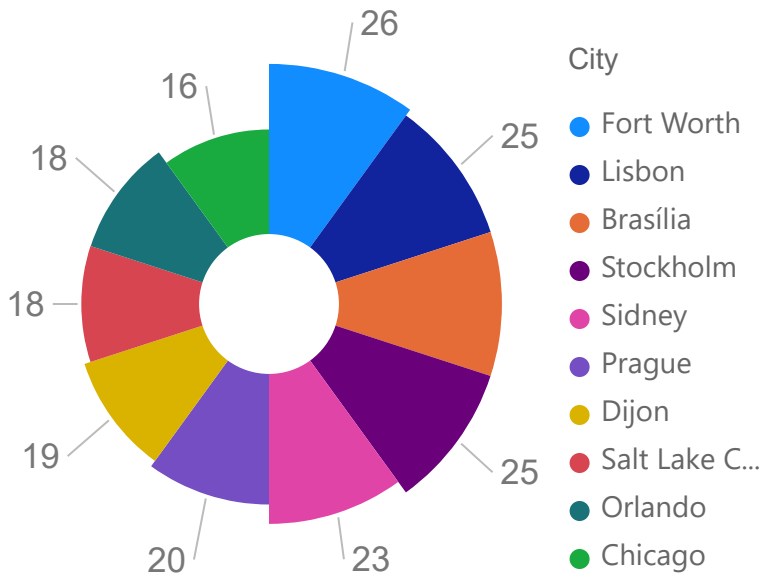 26
25
25
23
20
19
18
18
16
City
Fort Worth
Lisbon
Brasília
Stockholm
Sidney
Prague
Dijon
Salt Lake C...
Orlando
Chicago